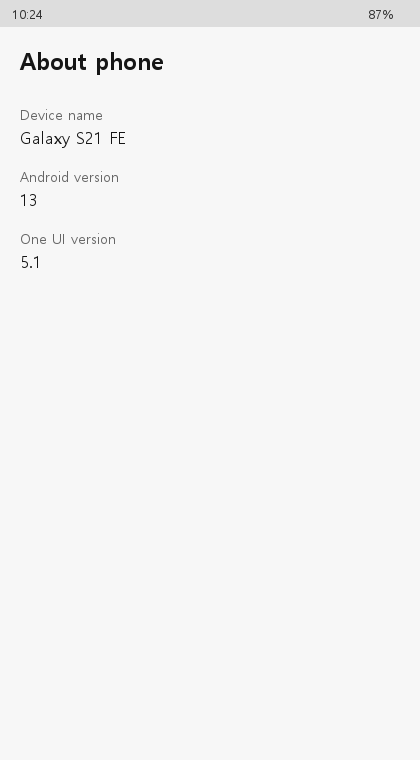 10:24 87%
About phone
Device name
Galaxy S21 FE
Android version
13
One UI version
5.1